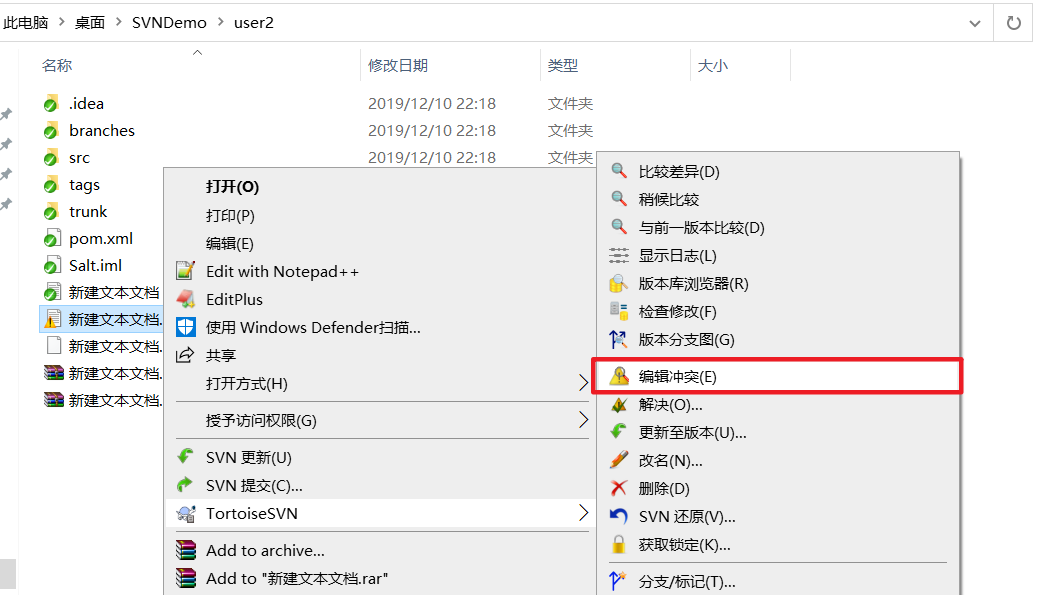 此电脑 > 桌面 > SVNDemo > user2
名称 修改日期 类型 大小
.idea 2019/12/10 22:18 文件夹
branches 2019/12/10 22:18 文件夹
src 2019/12/10 22:18 文件夹
tags
trunk
pom.xml
Salt.iml
新建文本文档
新建文本文档.
新建文本文档.
新建文本文档.
新建文本文档.
打开(O)
打印(P)
编辑(E)
Edit with Notepad++
EditPlus
使用 Windows Defender扫描...
共享
打开方式(H)
授予访问权限(G)
SVN 更新(U)
SVN 提交(C)...
TortoiseSVN
Add to archive...
Add to "新建文本文档.rar"
比较差异(D)
稍候比较
与前一版本比较(D)
显示日志(L)
版本库浏览器(R)
检查修改(F)
版本分支图(G)
编辑冲突(E)
解决(O)...
更新至版本(U)...
改名(N)...
删除(D)
SVN 还原(V)...
获取锁定(K)...
分支/标记(T)...